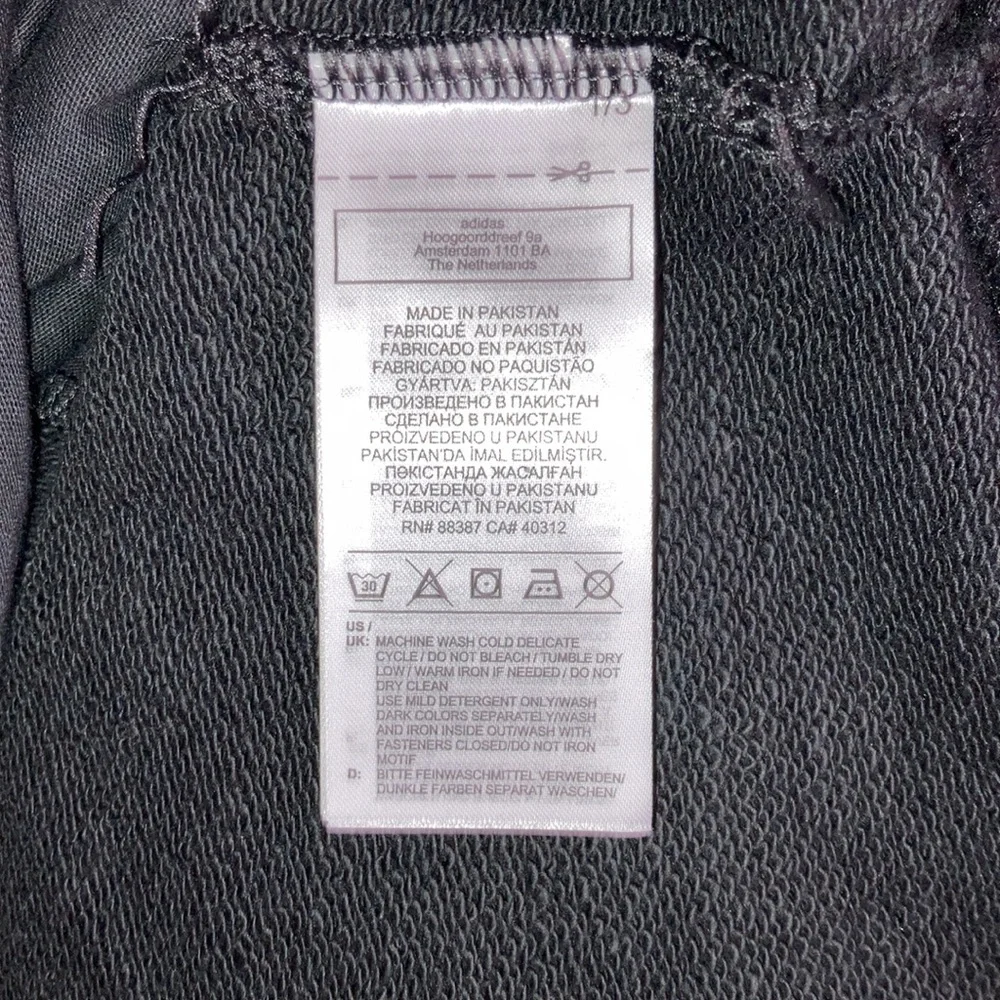 1/3
adidas
Hoogoorddreef 9a
Amsterdam 1101 BA
The Netherlands
MADE IN PAKISTAN
FABRIQUÉ AU PAKISTAN
FABRICADO EN PAKISTÁN
FABRICADO NO PAQUISTÃO
GYÁRTVA: PAKISZTÁN
ПРОИЗВЕДЕНО В ПАКИСТАН
СДЕЛАНО В ПАКИСТАНЕ
PROIZVEDENO U PAKISTANU
PAKİSTAN'DA İMAL EDİLMİŞTİR.
ПӘКІСТАНДА ЖАСАЛҒАН
PROIZVEDENO U PAKISTANU
FABRICAT ÎN PAKISTAN
RN# 88387 CA# 40312
30
US /
UK: MACHINE WASH COLD DELICATE
CYCLE / DO NOT BLEACH / TUMBLE DRY
LOW / WARM IRON IF NEEDED / DO NOT
DRY CLEAN
USE MILD DETERGENT ONLY/WASH
DARK COLORS SEPARATELY/WASH
AND IRON INSIDE OUT/WASH WITH
FASTENERS CLOSED/DO NOT IRON
MOTIF
D: BITTE FEINWASCHMITTEL VERWENDEN/
DUNKLE FARBEN SEPARAT WASCHEN/